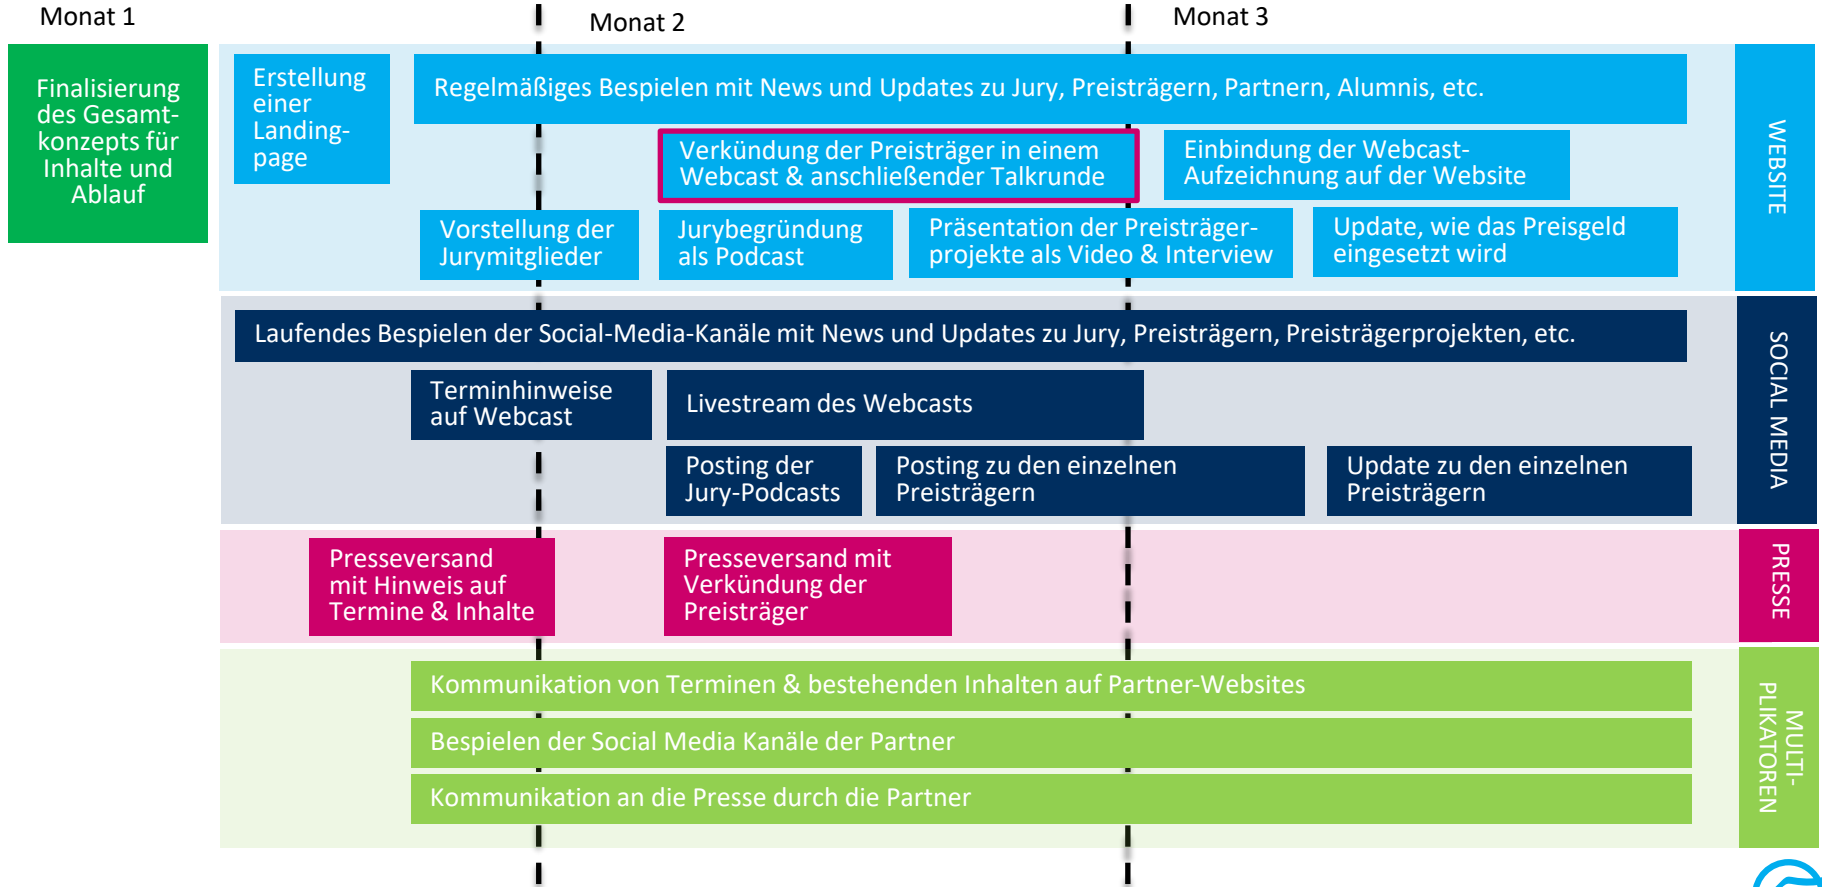 Monat 1
Monat 2
Monat 3
Finalisierung
des Gesamt-
konzepts für
Inhalte und
Ablauf
Erstellung
einer
Landing-
page
Regelmäßiges Bespielen mit News und Updates zu Jury, Preisträgern, Partnern, Alumnis, etc.
Verkündung der Preisträger in einem
Webcast & anschließender Talkrunde
Einbindung der Webcast-
Aufzeichnung auf der Website
Vorstellung der
Jurymitglieder
Jurybegründung
als Podcast
Präsentation der Preisträger-
projekte als Video & Interview
Update, wie das Preisgeld
eingesetzt wird
WEBSITE
Laufendes Bespielen der Social-Media-Kanäle mit News und Updates zu Jury, Preisträgern, Preisträgerprojekten, etc.
Terminhinweise
auf Webcast
Livestream des Webcasts
Posting der
Jury-Podcasts
Posting zu den einzelnen
Preisträgern
Update zu den einzelnen
Preisträgern
SOCIAL MEDIA
Presseversand
mit Hinweis auf
Termine & Inhalte
Presseversand mit
Verkündung der
Preisträger
PRESSE
Kommunikation von Terminen & bestehenden Inhalten auf Partner-Websites
Bespielen der Social Media Kanäle der Partner
Kommunikation an die Presse durch die Partner
MULTI-
PLIKATOREN